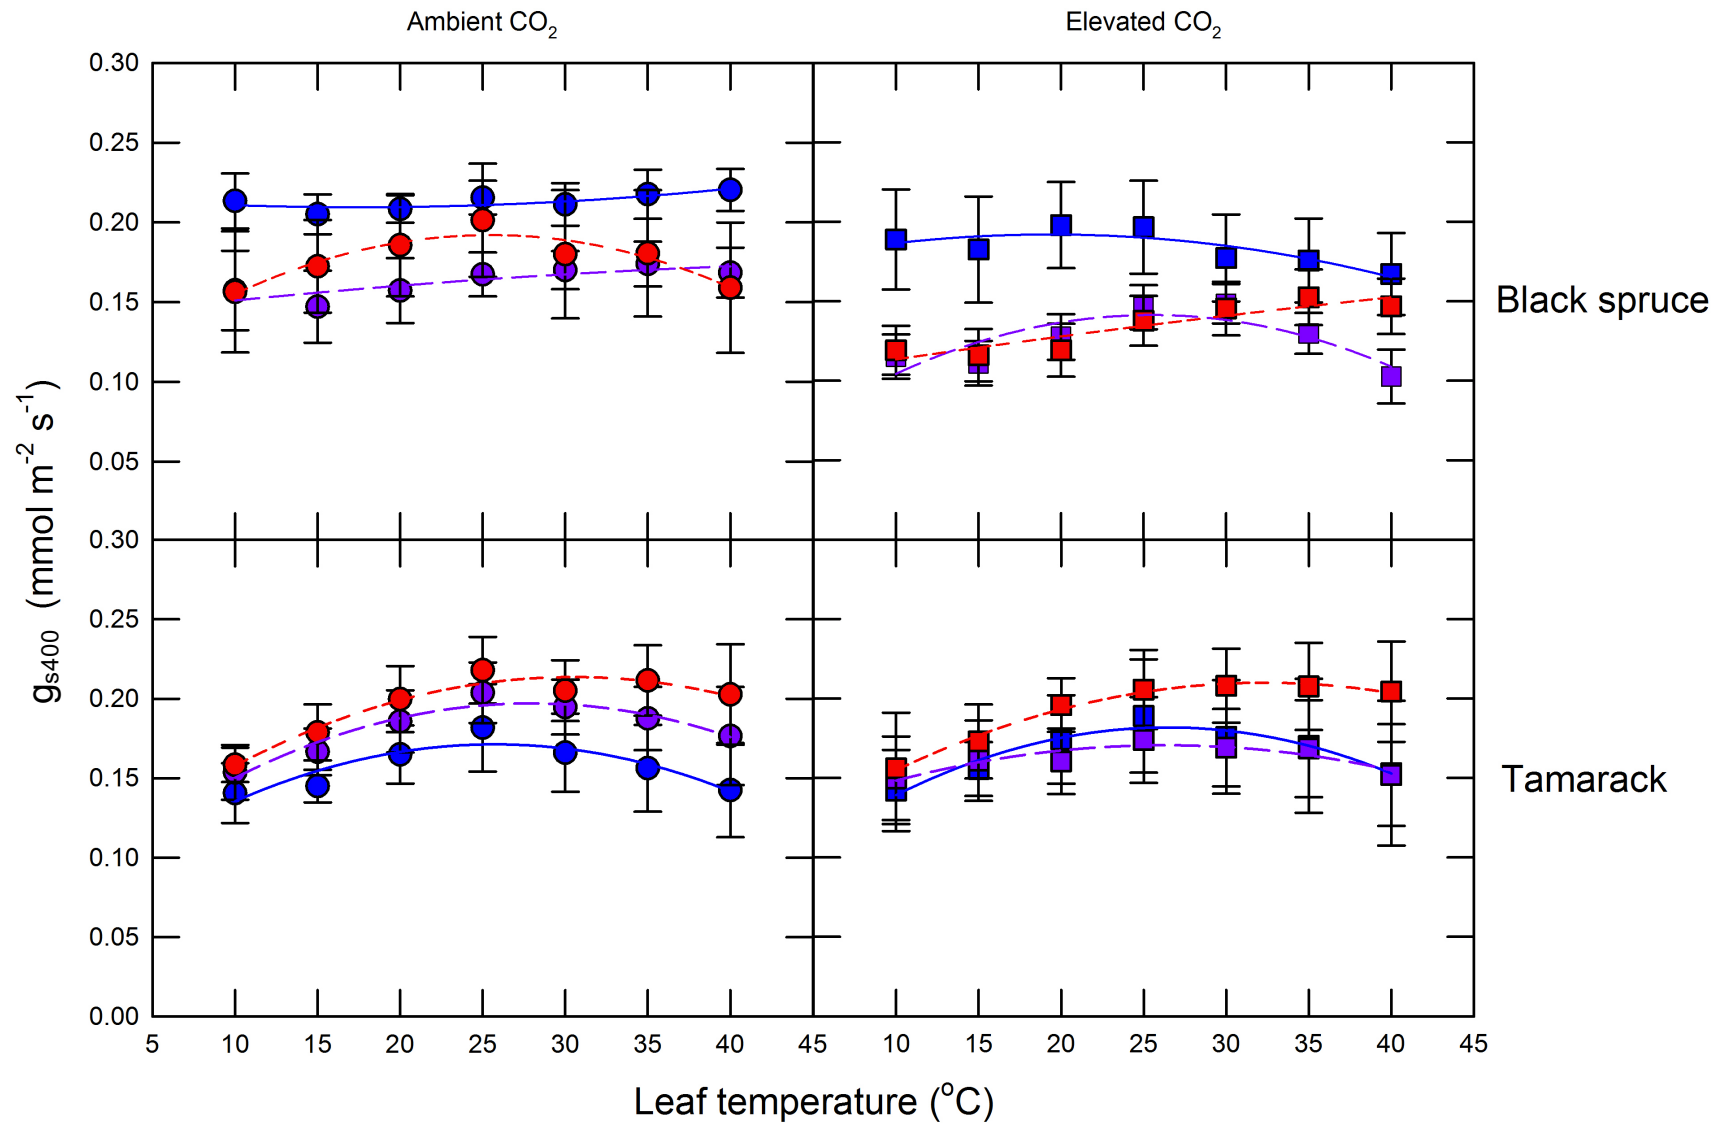 Ambient CO2
Elevated CO2
0.30
0.25
0.20
0.15
0.10
0.05
0.30
0.25
0.20
0.15
0.10
0.05
0.00
gs400 (mmol m-2 s-1)
Black spruce
Tamarack
5 10 15 20 25 30 35 40 45 10 15 20 25 30 35 40 45
Leaf temperature (oC)